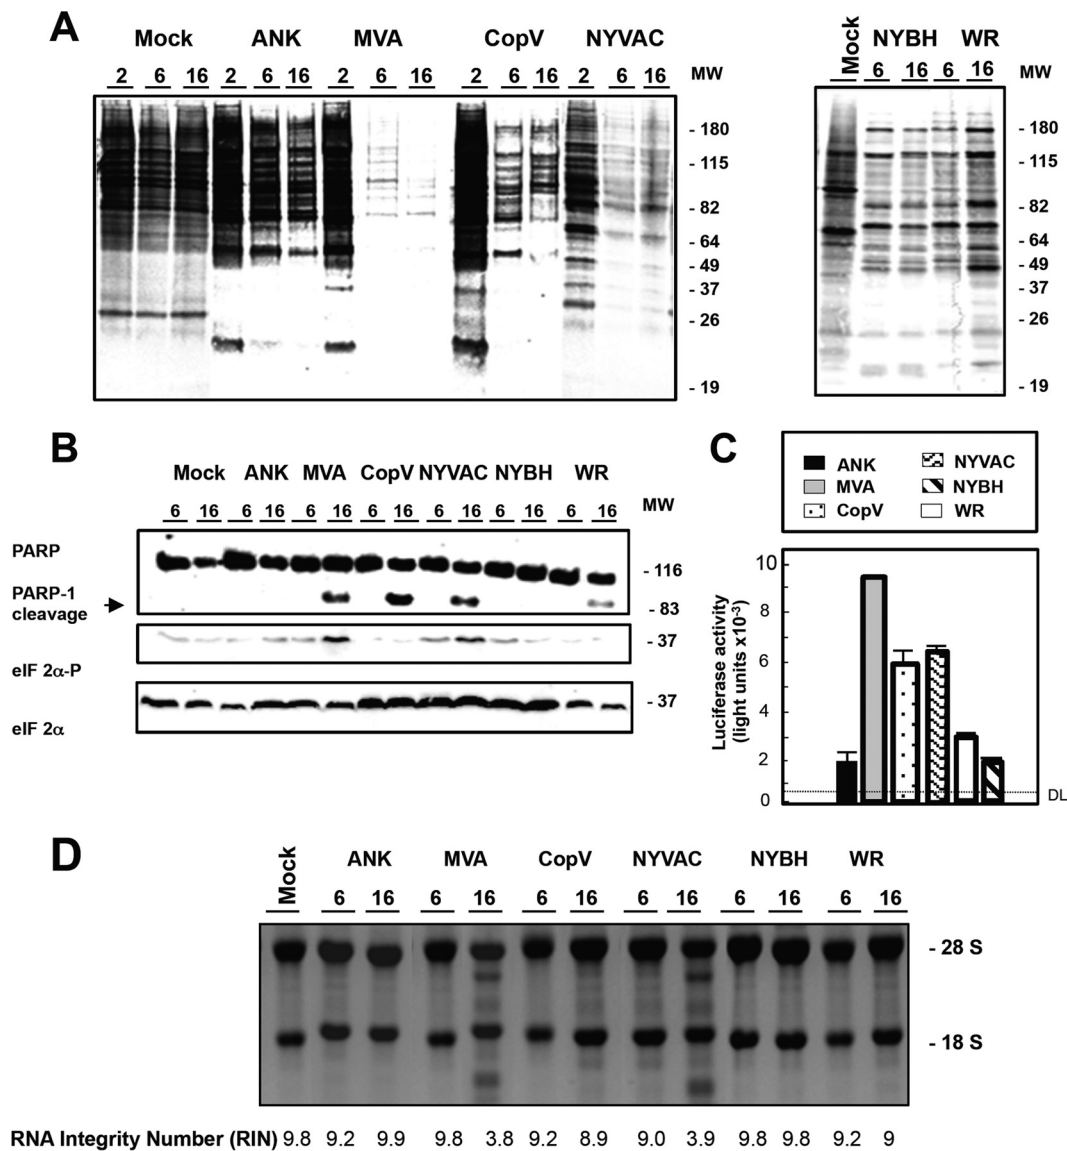 A
Mock ANK MVA CopV NYVAC
2 6 16 2 6 16 2 6 16 2 6 16 2 6 16 MW
- 180
- 115
- 82
- 64
- 49
- 37
- 26
- 19
Mock NYBH WR
6 16 6 16 MW
- 180
- 115
- 82
- 64
- 49
- 37
- 26
- 19
B
Mock ANK MVA CopV NYVAC NYBH WR
6 16 6 16 6 16 6 16 6 16 6 16 6 16 MW
PARP
- 116
PARP-1
cleavage
- 83
- 37
eIF 2α-P
- 37
eIF 2α
C
ANK NYVAC
MVA NYBH
CopV WR
Luciferase activity
(light units x10-3)
10
8
6
4
2
0
DL
D
Mock ANK MVA CopV NYVAC NYBH WR
6 16 6 16 6 16 6 16 6 16 6 16
- 28 S
- 18 S
RNA Integrity Number (RIN) 9.8 9.2 9.9 9.8 3.8 9.2 8.9 9.0 3.9 9.8 9.8 9.2 9